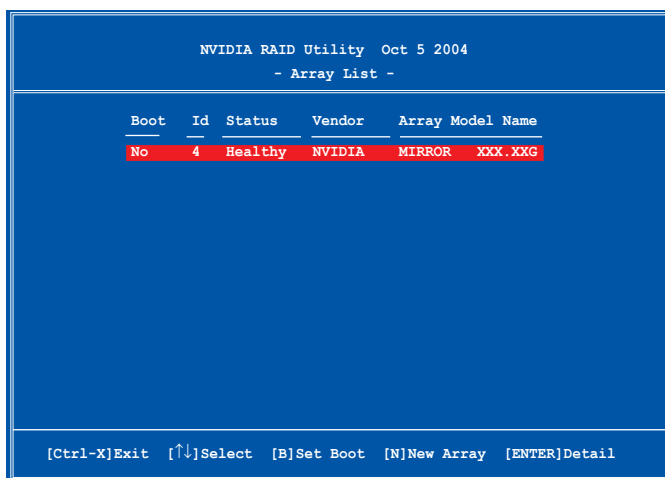 NVIDIA RAID Utility Oct 5 2004
- Array List -
Boot Id Status Vendor Array Model Name
No 4 Healthy NVIDIA MIRROR XXX.XXG
[Ctrl-X]Exit [↑↓]Select [B]Set Boot [N]New Array [ENTER]Detail